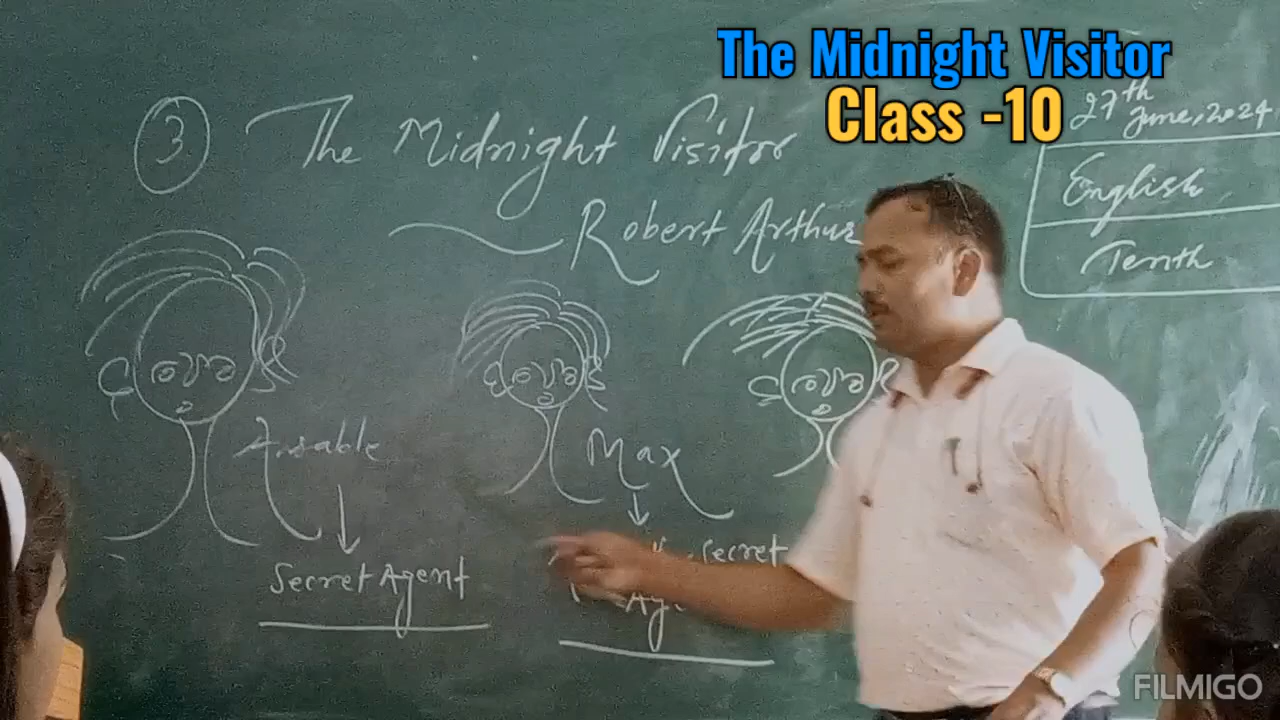 The Midnight Visitor
Class -10
27th June, 2024
English
Tenth
3 The Midnight Visitor
Robert Arthur
Ansable
Secret Agent
Max
secret